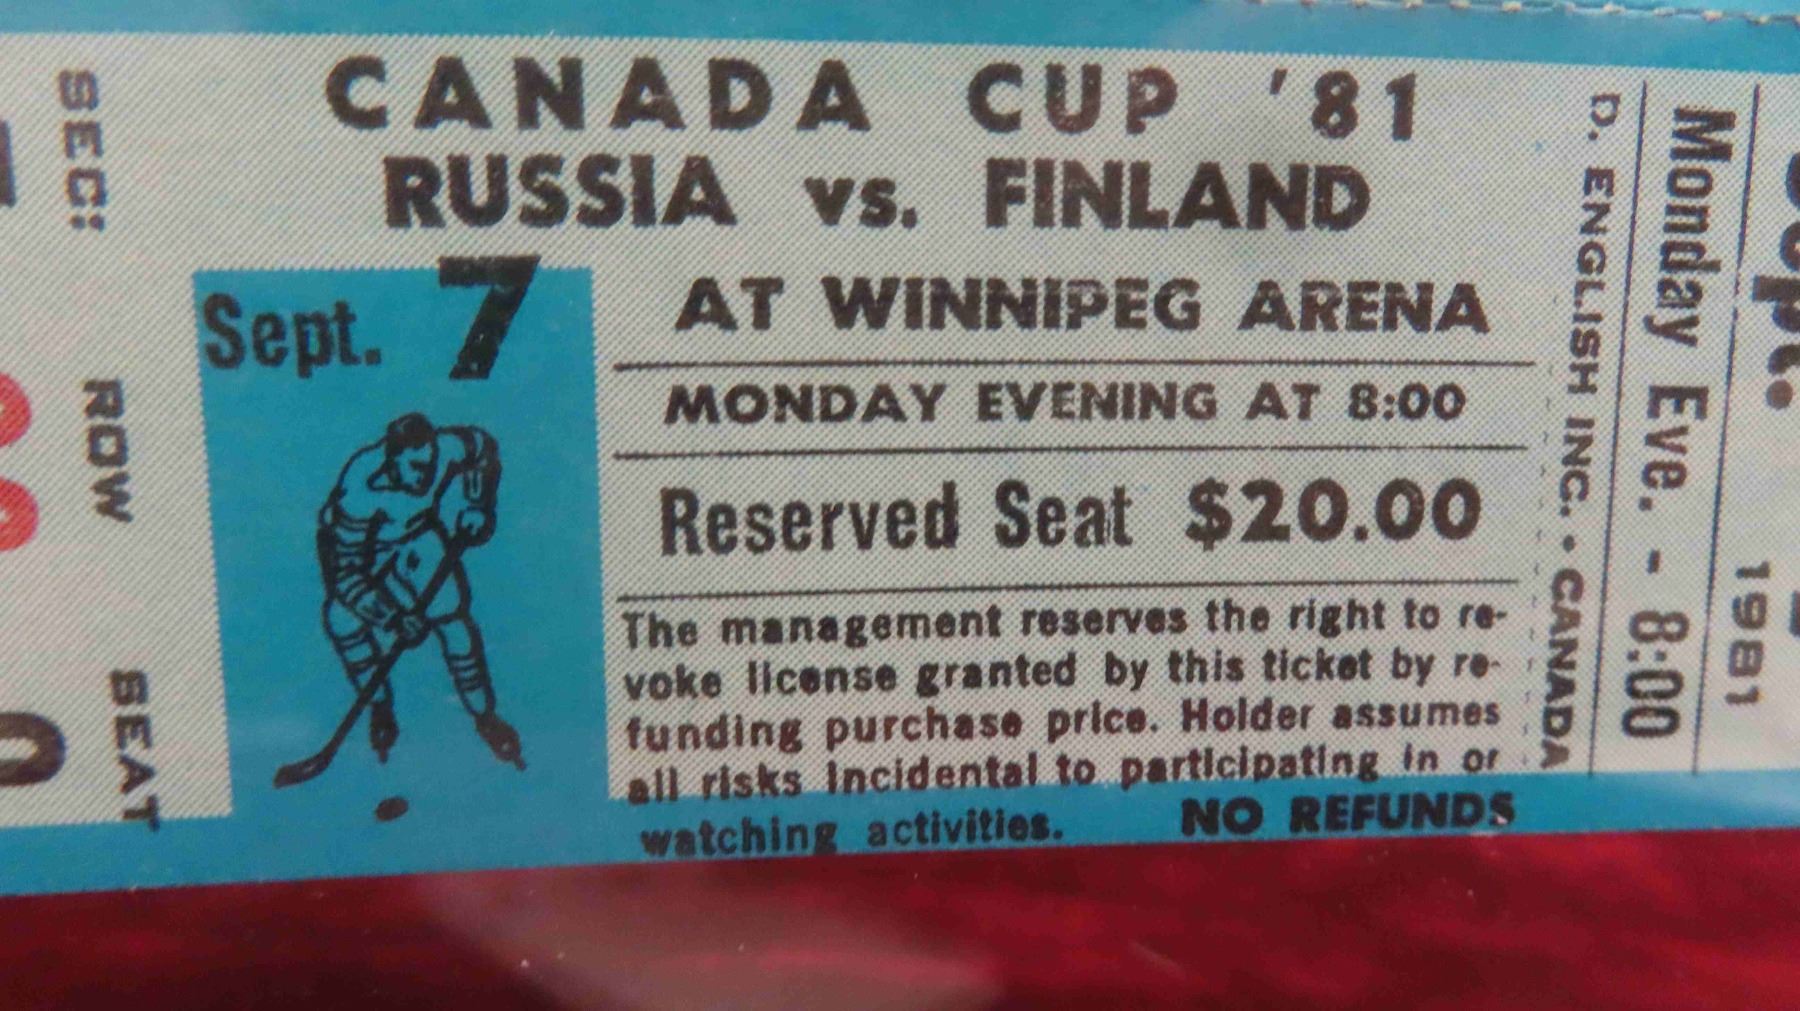 SEC:
ROW
SEAT
CANADA CUP '81
RUSSIA vs. FINLAND
Sept. 7
AT WINNIPEG ARENA
MONDAY EVENING AT 8:00
Reserved Seat $20.00
The management reserves the right to re-
voke license granted by this ticket by re-
funding purchase price. Holder assumes
all risks incidental to participating in or
watching activities. NO REFUNDS
D. ENGLISH INC. • CANADA
Monday Eve. - 8:00
1981
Sept.